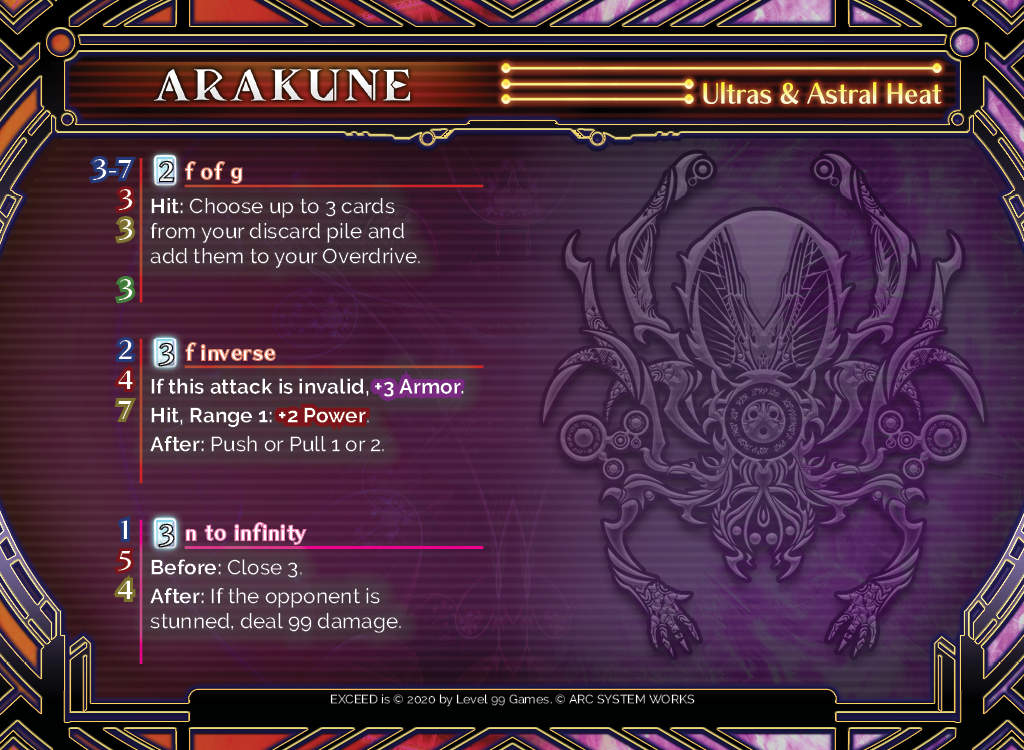 ARAKUNE
Ultras & Astral Heat
3-7 2 f of g
3 Hit: Choose up to 3 cards
3 from your discard pile and
add them to your Overdrive.
3
2 3 f inverse
4 If this attack is invalid, +3 Armor.
7 Hit, Range 1: +2 Power.
After: Push or Pull 1 or 2.
1 3 n to infinity
5 Before: Close 3.
4 After: If the opponent is
stunned, deal 99 damage.
EXCEED is © 2020 by Level 99 Games. © ARC SYSTEM WORKS